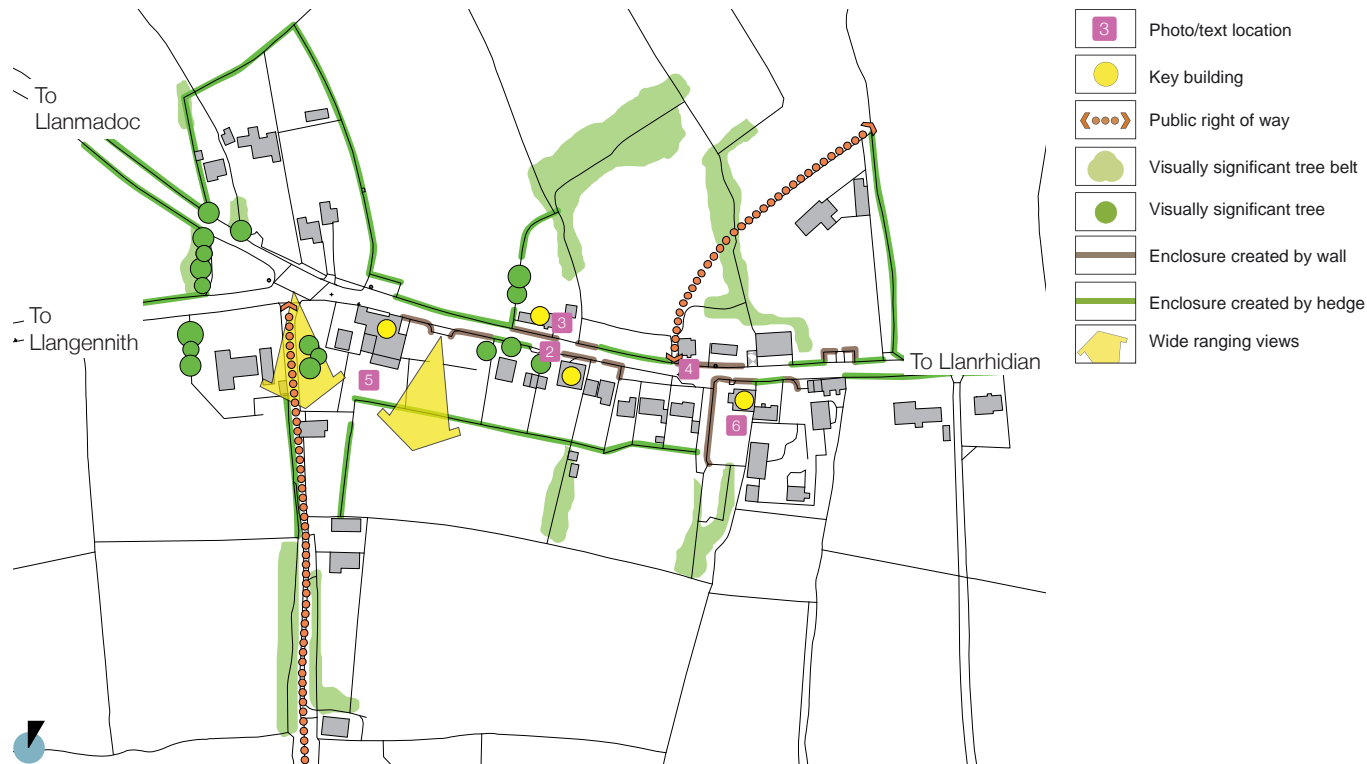 To
Llanmadoc
To
Llangennith
3
2
4
5
6
To Llanrhidian
3 Photo/text location
Key building
Public right of way
Visually significant tree belt
Visually significant tree
Enclosure created by wall
Enclosure created by hedge
Wide ranging views